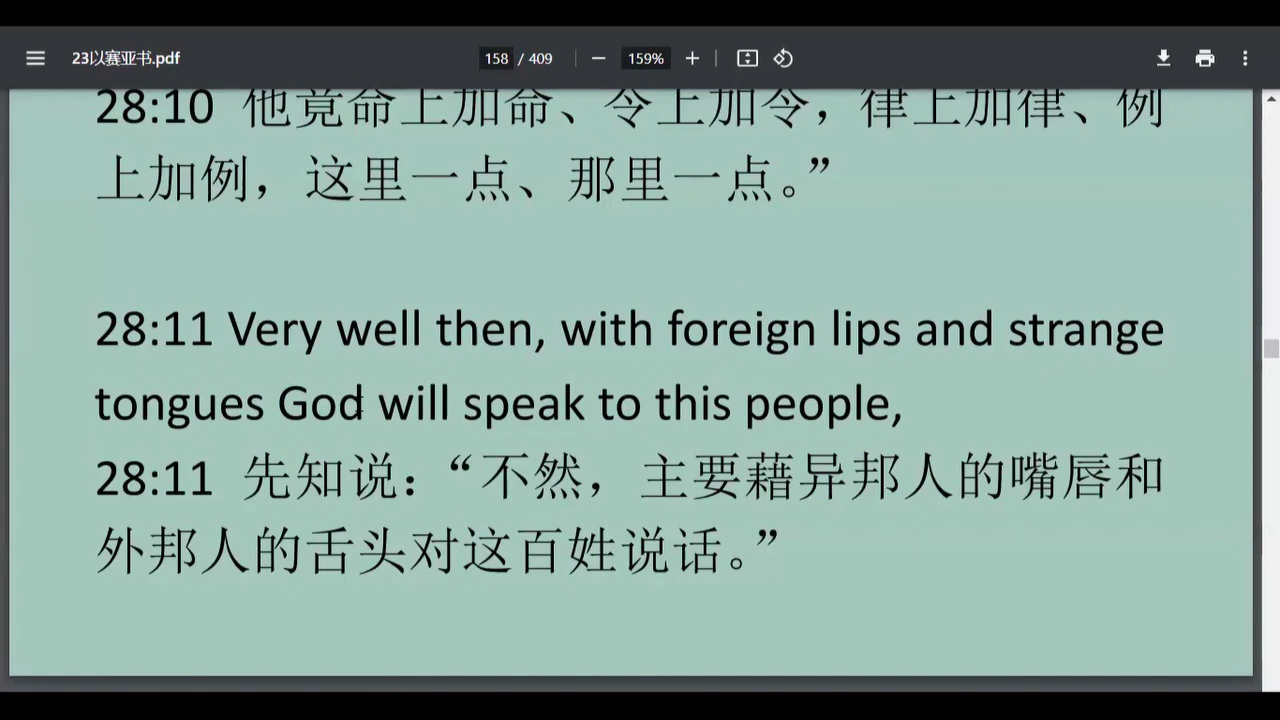 23以赛亚书.pdf
158 / 409
159%
28:10 他竟命上加命、令上加令，律上加律、例
上加例，这里一点、那里一点。”
28:11 Very well then, with foreign lips and strange
tongues God will speak to this people,
28:11 先知说：“不然，主要藉异邦人的嘴唇和
外邦人的舌头对这百姓说话。”